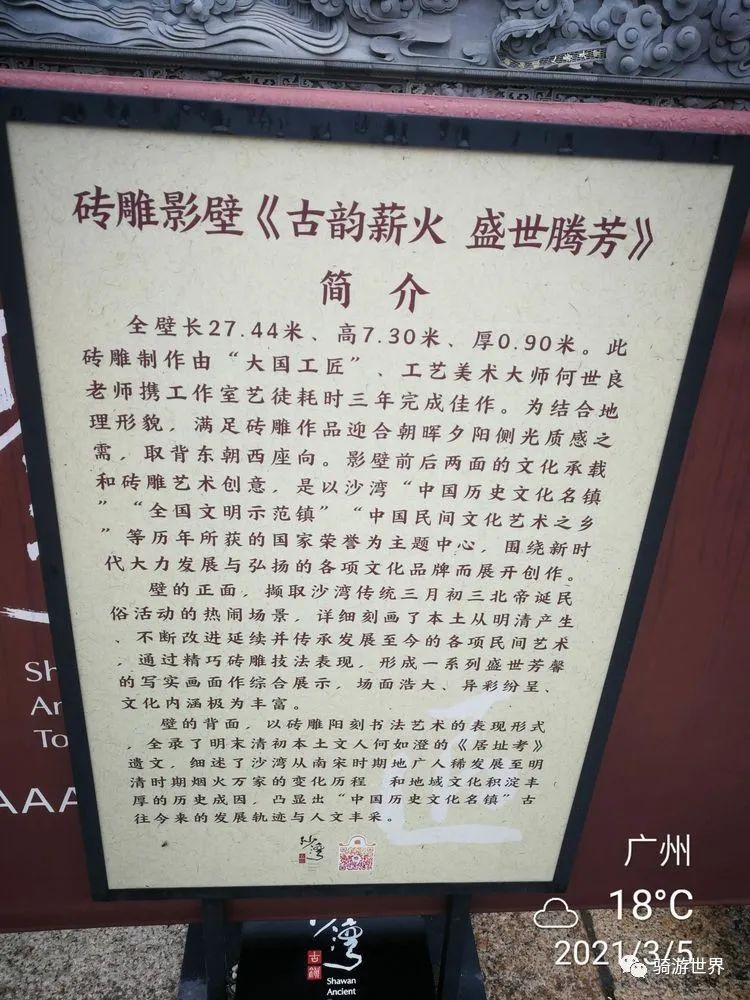 砖雕影壁《古韵薪火 盛世腾芳》
简 介
全壁长27.44米、高7.30米、厚0.90米。此
砖雕制作由“大国工匠”、工艺美术大师何世良
老师携工作室艺徒耗时三年完成佳作。为结合地
理形貌，满足砖雕作品迎合朝晖夕阳侧光质感之
需，取背东朝西座向。影壁前后两面的文化承载
和砖雕艺术创意，是以沙湾“中国历史文化名镇
”“全国文明示范镇”“中国民间文化艺术之乡
”等历年所获的国家荣誉为主题中心，围绕新时
代大力发展与弘扬的各项文化品牌而展开创作。
壁的正面，撷取沙湾传统三月初三北帝诞民
俗活动的热闹场景，详细刻画了本土从明清产生
、不断改进延续并传承发展至今的各项民间艺术
，通过精巧砖雕技法表现，形成一系列盛世芳馨
的写实画面作综合展示，场面浩大、异彩纷呈、
文化内涵极为丰富。
壁的背面，以砖雕阳刻书法艺术的表现形式
，全录了明末清初本土文人何如澄的《居址考》
遗文，细述了沙湾从南宋时期地广人稀发展至明
清时期烟火万家的变化历程 和地域文化积淀丰
厚的历史成因，凸显出“中国历史文化名镇”古
往今来的发展轨迹与人文丰采。
沙湾
Sha
An
To
AAA
湾
古镇
Shawan
Ancient
广州
18°C
2021/3/5
骑游世界